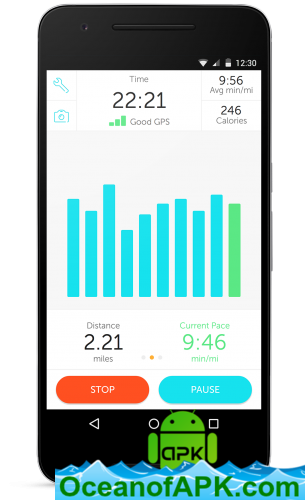 12:30
Time
22:21
Good GPS
9:56
Avg min/mi
246
Calories
Distance
2.21
miles
Current Pace
9:46
min/mi
STOP
PAUSE
APK
OceanofAPK.com